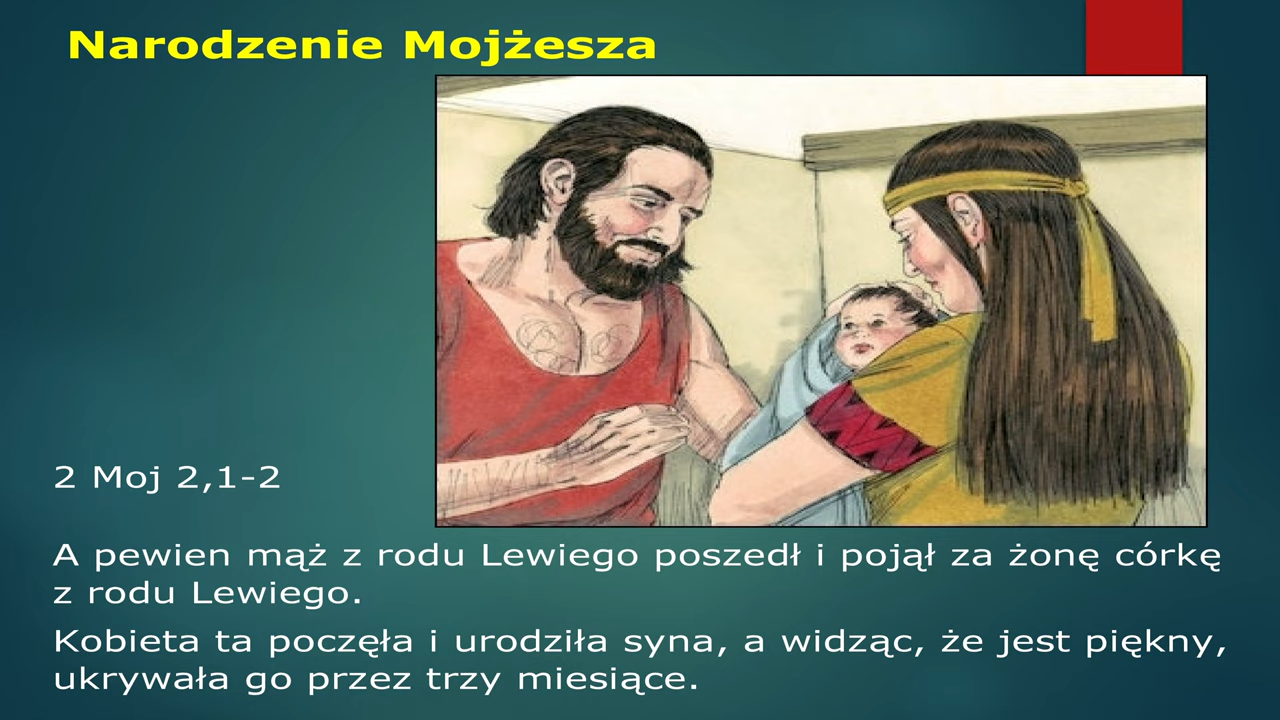 Narodzenie Mojżesza
2 Moj 2,1-2
A pewien mąż z rodu Lewiego poszedł i pojął za żonę córkę
z rodu Lewiego.
Kobieta ta poczęła i urodziła syna, a widząc, że jest piękny,
ukrywała go przez trzy miesiące.